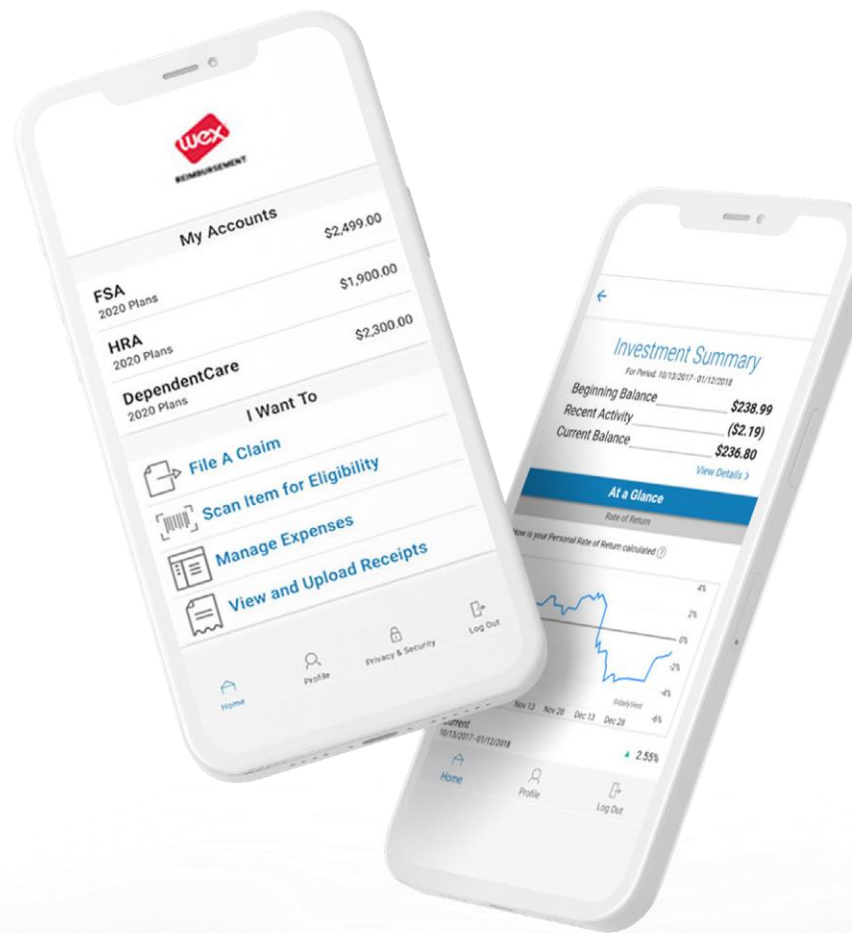 wex
REIMBURSEMENT
My Accounts
FSA $2,499.00
2020 Plans
HRA $1,900.00
2020 Plans
DependentCare $2,300.00
2020 Plans
I Want To
File A Claim
Scan Item for Eligibility
Manage Expenses
View and Upload Receipts
Home Profile Privacy & Security Log Out
Investment Summary
For Period: 10/13/2017 - 01/12/2018
Beginning Balance $238.99
Recent Activity ($2.19)
Current Balance $236.80
View Details >
At a Glance
Rate of Return
How is your Personal Rate of Return calculated ?
4%
2%
0%
-2%
-4%
-6%
©dailyVest
Nov 13 Nov 28 Dec 13 Dec 28
Current
10/13/2017 - 01/12/2018 ▲ 2.55%
Home Profile Log Out